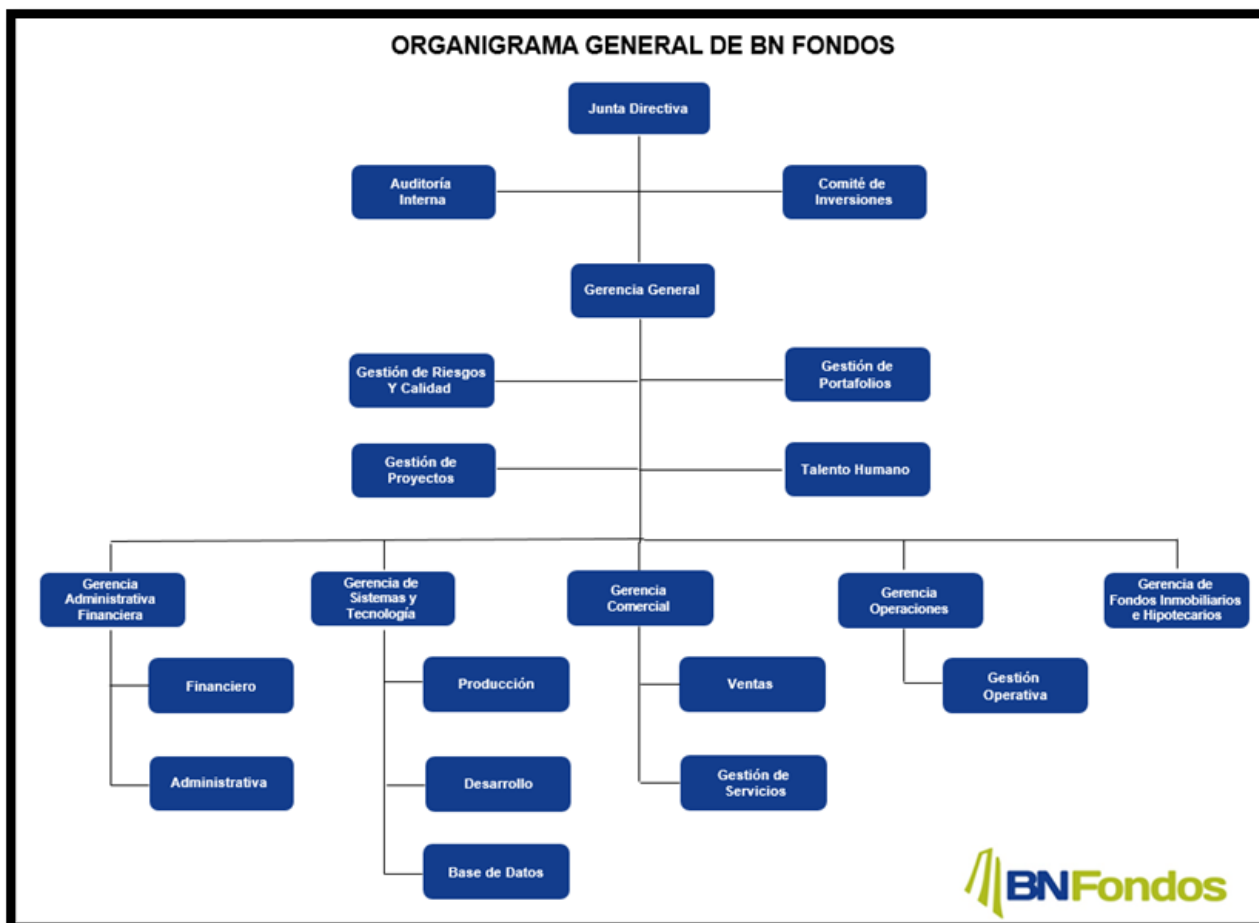 ORGANIGRAMA GENERAL DE BN FONDOS
Junta Directiva
Auditoría
Interna
Comité de
Inversiones
Gerencia General
Gestión de Riesgos
Y Calidad
Gestión de
Portafolios
Gestión de
Proyectos
Talento Humano
Gerencia
Administrativa
Financiera
Gerencia de
Sistemas y
Tecnología
Gerencia
Comercial
Gerencia
Operaciones
Gerencia de
Fondos Inmobiliarios
e Hipotecarios
Financiero
Producción
Ventas
Gestión
Operativa
Administrativa
Desarrollo
Gestión de
Servicios
Base de Datos
BNFondos